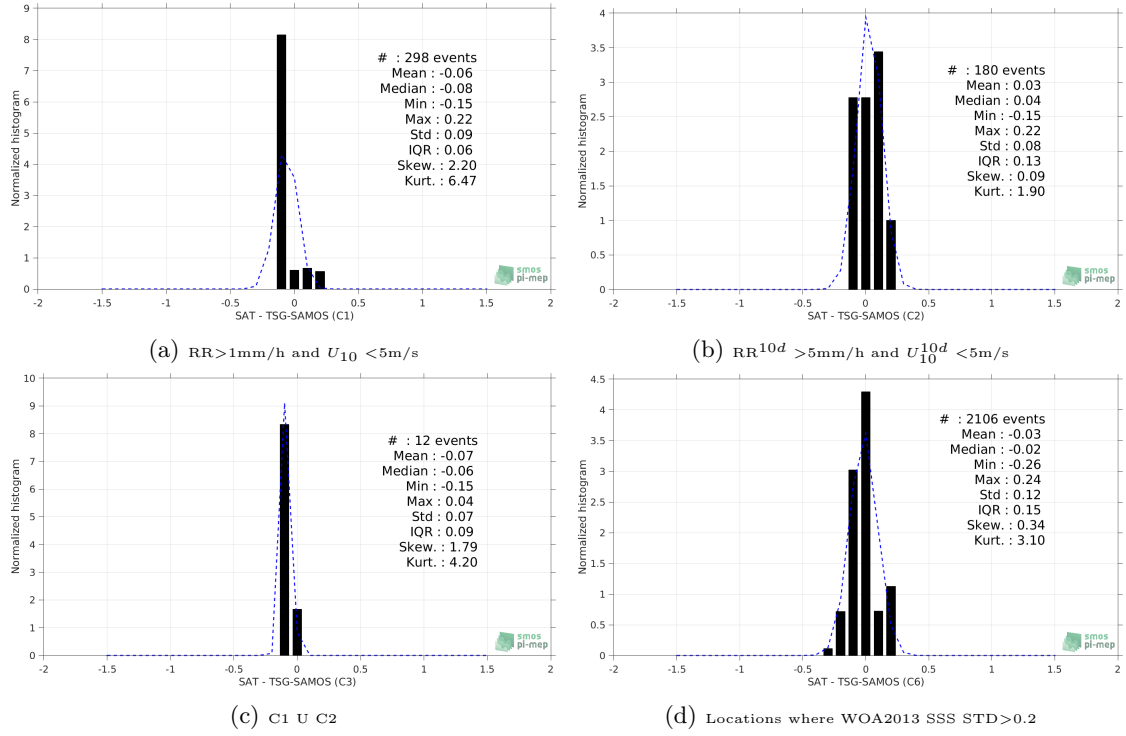 9
8
7
6
5
4
3
2
1
0
Normalized histogram
# : 298 events
Mean : -0.06
Median : -0.08
Min : -0.15
Max : 0.22
Std : 0.09
IQR : 0.06
Skew. : 2.20
Kurt. : 6.47
smos
pi-mep
-2 -1.5 -1 -0.5 0 0.5 1 1.5 2
SAT - TSG-SAMOS (C1)
(a) RR>1mm/h and U10 <5m/s
4
3.5
3
2.5
2
1.5
1
0.5
0
Normalized histogram
# : 180 events
Mean : 0.03
Median : 0.04
Min : -0.15
Max : 0.22
Std : 0.08
IQR : 0.13
Skew. : 0.09
Kurt. : 1.90
smos
pi-mep
-2 -1.5 -1 -0.5 0 0.5 1 1.5 2
SAT - TSG-SAMOS (C2)
(b) RR10d >5mm/h and U10d10 <5m/s
10
9
8
7
6
5
4
3
2
1
0
Normalized histogram
# : 12 events
Mean : -0.07
Median : -0.06
Min : -0.15
Max : 0.04
Std : 0.07
IQR : 0.09
Skew. : 1.79
Kurt. : 4.20
smos
pi-mep
-2 -1.5 -1 -0.5 0 0.5 1 1.5 2
SAT - TSG-SAMOS (C3)
(c) C1 U C2
4.5
4
3.5
3
2.5
2
1.5
1
0.5
0
Normalized histogram
# : 2106 events
Mean : -0.03
Median : -0.02
Min : -0.26
Max : 0.24
Std : 0.12
IQR : 0.15
Skew. : 0.34
Kurt. : 3.10
smos
pi-mep
-2 -1.5 -1 -0.5 0 0.5 1 1.5 2
SAT - TSG-SAMOS (C6)
(d) Locations where WOA2013 SSS STD>0.2